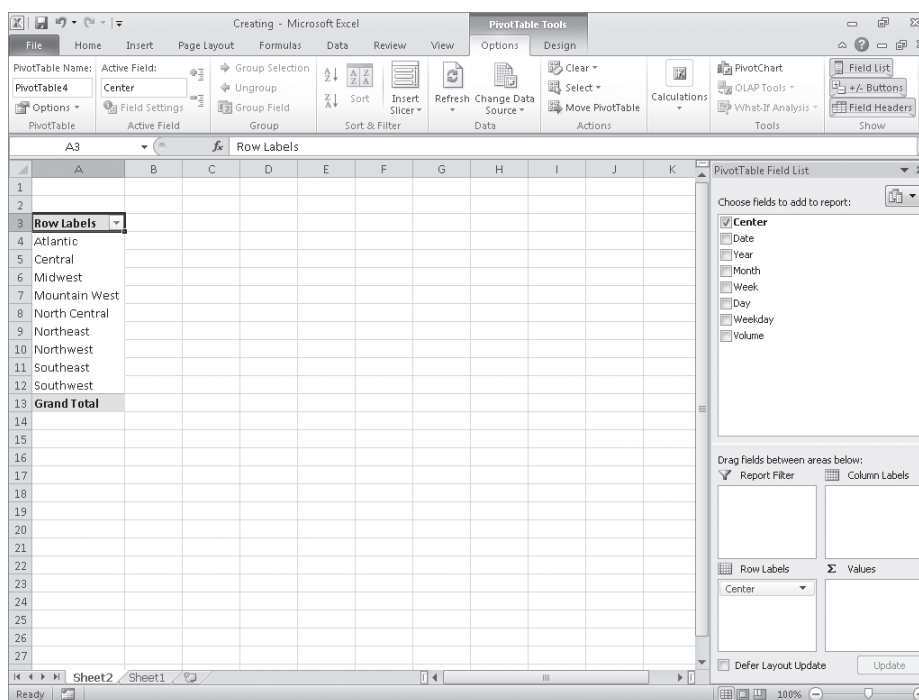 Creating - Microsoft Excel
PivotTable Tools
File Home Insert Page Layout Formulas Data Review View Options Design
PivotTable Name:
PivotTable4
Options
PivotTable
Active Field:
Center
Field Settings
Active Field
Group Selection
Ungroup
Group Field
Group
Sort
Insert Slicer
Sort & Filter
Refresh
Change Data Source
Data
Clear
Select
Move PivotTable
Actions
Calculations
PivotChart
OLAP Tools
What-If Analysis
Tools
Field List
+/- Buttons
Field Headers
Show
A3
fx Row Labels
A B C D E F G H I J K
1
2
3 Row Labels
4 Atlantic
5 Central
6 Midwest
7 Mountain West
8 North Central
9 Northeast
10 Northwest
11 Southeast
12 Southwest
13 Grand Total
14
15
16
17
18
19
20
21
22
23
24
25
26
27
PivotTable Field List
Choose fields to add to report:
Center
Date
Year
Month
Week
Day
Weekday
Volume
Drag fields between areas below:
Report Filter
Column Labels
Row Labels
Σ Values
Center
Defer Layout Update
Update
Sheet2 Sheet1
Ready
100%